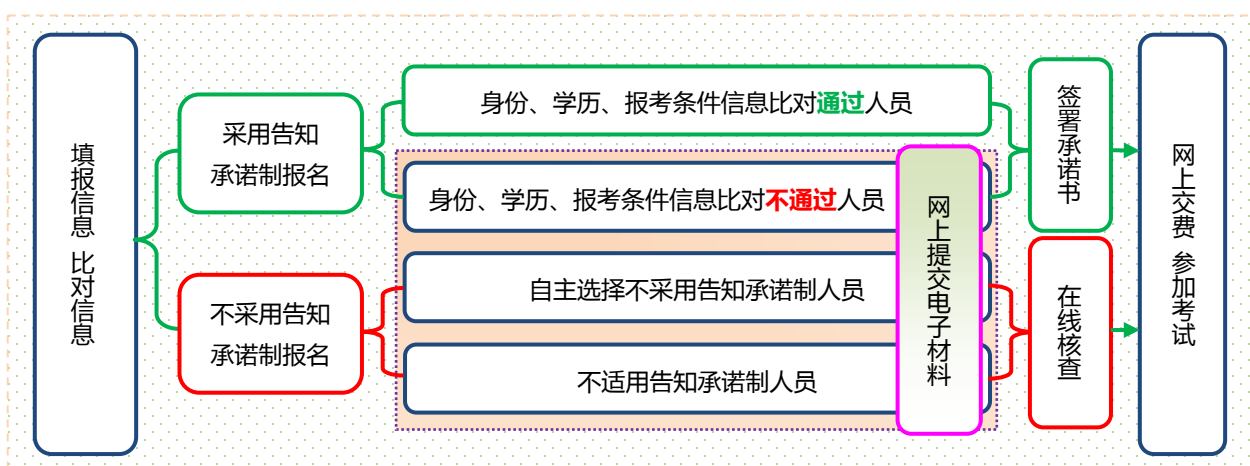 填报信息 比对信息
采用告知
承诺制报名
不采用告知
承诺制报名
身份、学历、报考条件信息比对通过人员
身份、学历、报考条件信息比对不通过人员
自主选择不采用告知承诺制人员
不适用告知承诺制人员
网上提交电子材料
签署承诺书
在线核查
网上交费 参加考试